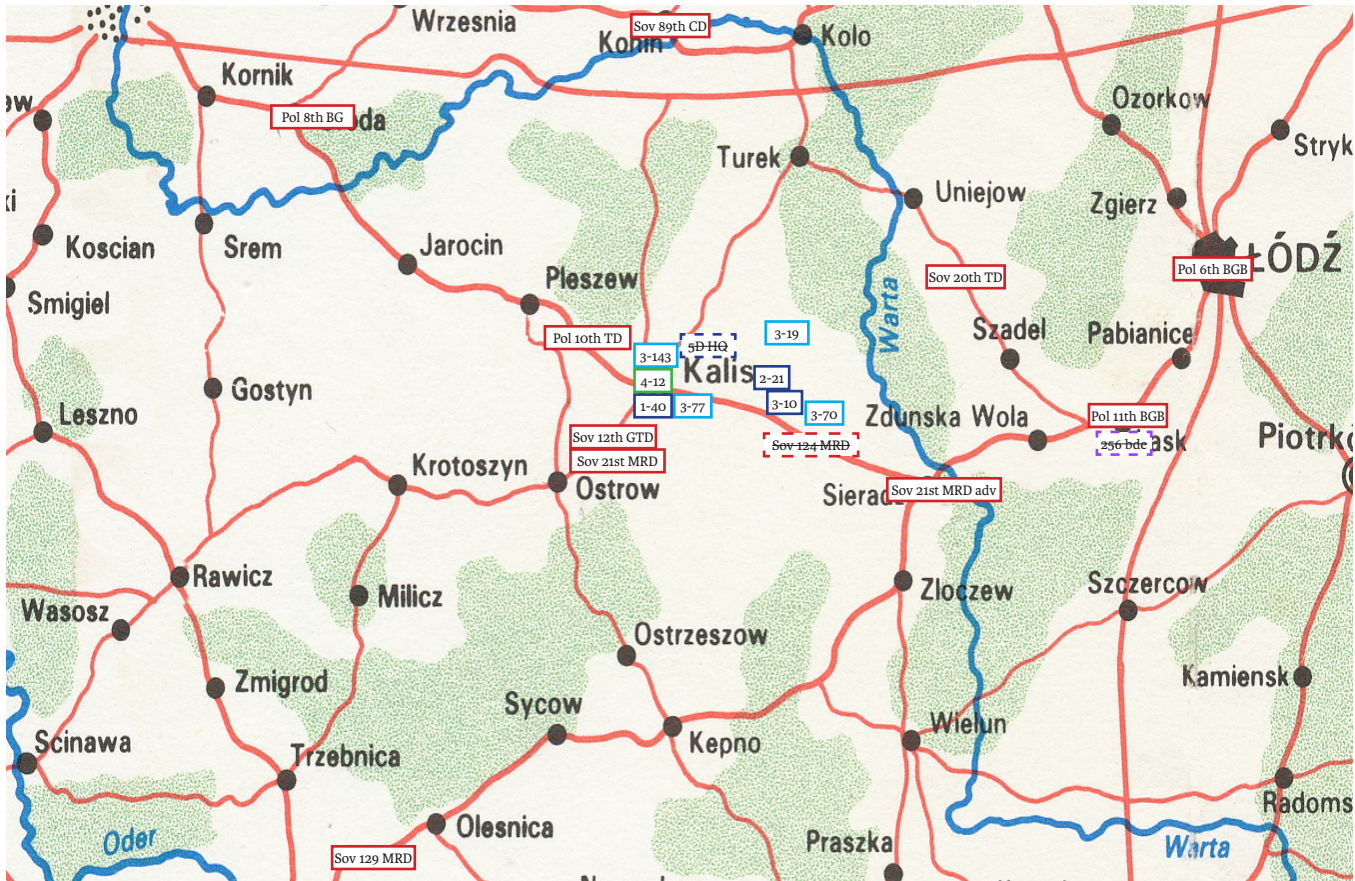 Wrzesnia
Sov 89th CD
Konin
Kolo
Kornik
ew
Pol 8th BG
oda
Ozorkow
Stryk
Turek
Uniejow
Zgierz
ki
Koscian
Srem
Jarocin
ŁÓDŹ
Pol 6th BGB
Pleszew
Sov 20th TD
Smigiel
Warta
Szadel
Pabianice
Pol 10th TD
3-19
5D HQ
3-143
Kalis
4-12
2-21
1-40
3-77
3-10
3-70
Gostyn
Leszno
Zdunska Wola
Pol 11th BGB
256 bde
ask
Piotrkó
Sov 12th GTD
Sov 124 MRD
Sov 21st MRD
Krotoszyn
Ostrow
Sierad
Sov 21st MRD adv
Rawicz
Milicz
Zloczew
Szczercow
Wasosz
Ostrzeszow
Zmigrod
Kamiensk
Sycow
Scinawa
Trzebnica
Kepno
Wielun
Radoms
Oder
Olesnica
Praszka
Warta
Sov 129 MRD